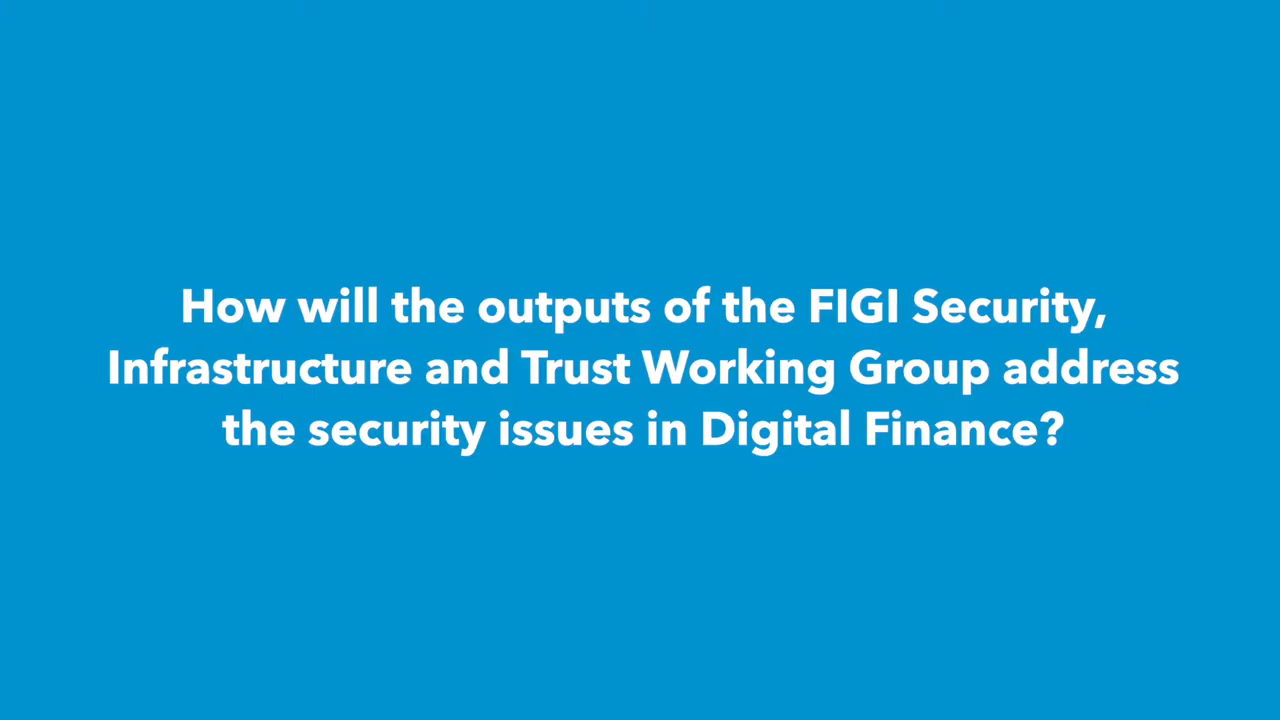 How will the outputs of the FIGI Security,
Infrastructure and Trust Working Group address
the security issues in Digital Finance?